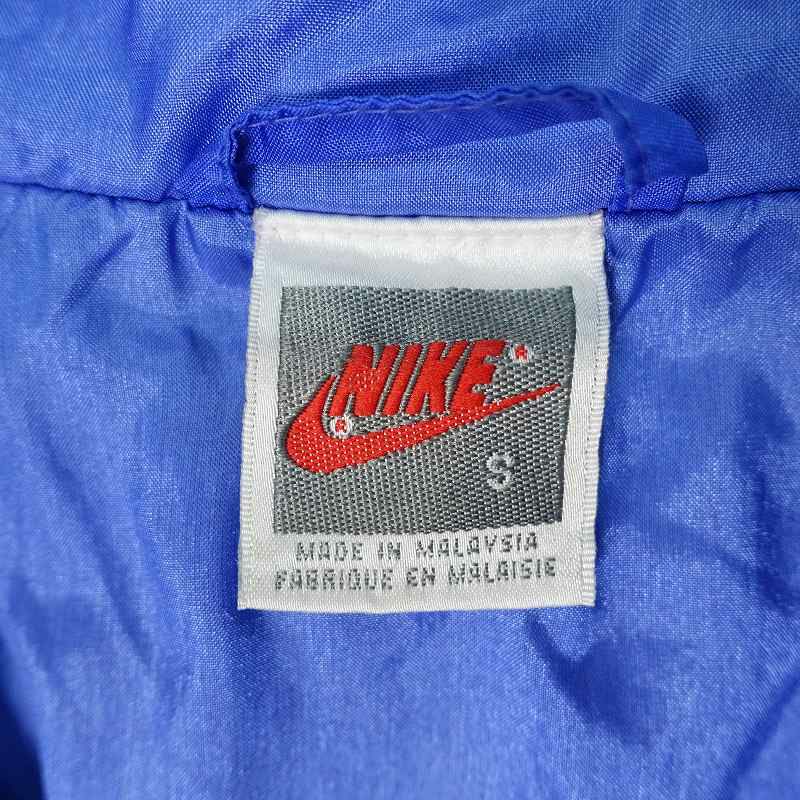 NIKE®
®
S
MADE IN MALAYSIA
FABRIQUE EN MALAISIE